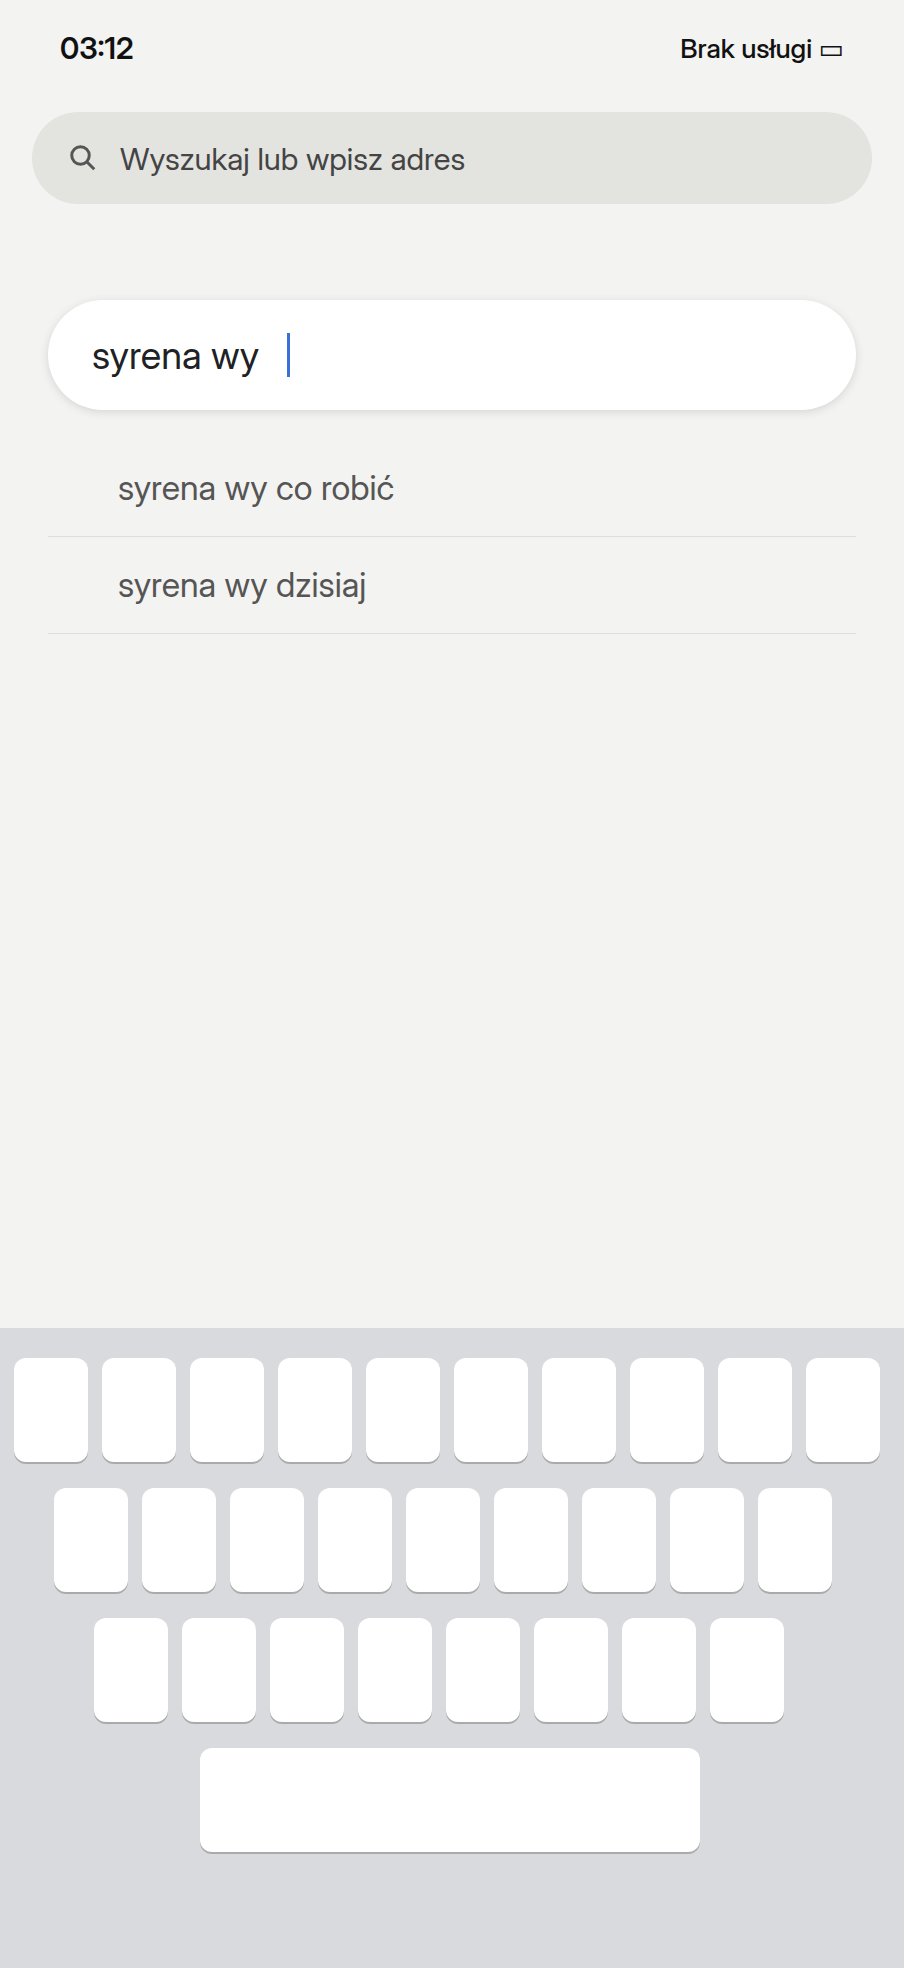 03:12 Brak usługi
Wyszukaj lub wpisz adres
syrena wy
syrena wy co robić
syrena wy dzisiaj